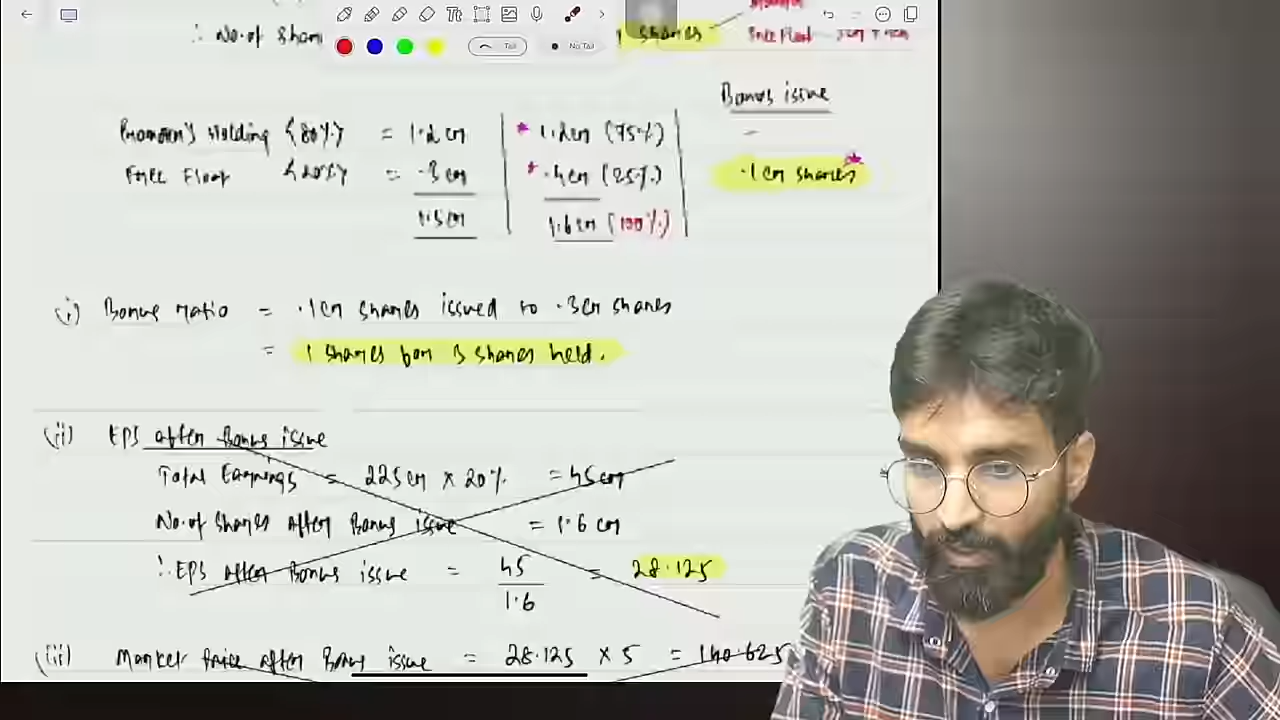 ∴ No. of Shares
Free Float
Bonus issue
Promoter's Holding (80%) = 1.2 cr * 1.2 cr (75%) -
Free Float (20%) = .3 cr * .4 cr (25%) .1 cr shares*
1.5 cr 1.6 cr (100%)
(i) Bonus ratio = .1 cr shares issued to .3 cr shares
= 1 shares for 3 shares held.
(ii) EPS after Bonus issue
Total Earnings = 225 cr × 20% = 45 cr
No. of Shares After Bonus issue = 1.6 cr
∴ EPS after Bonus issue = 45 / 1.6 = 28.125
(iii) Market Price after Bonus issue = 28.125 × 5 = 140.625